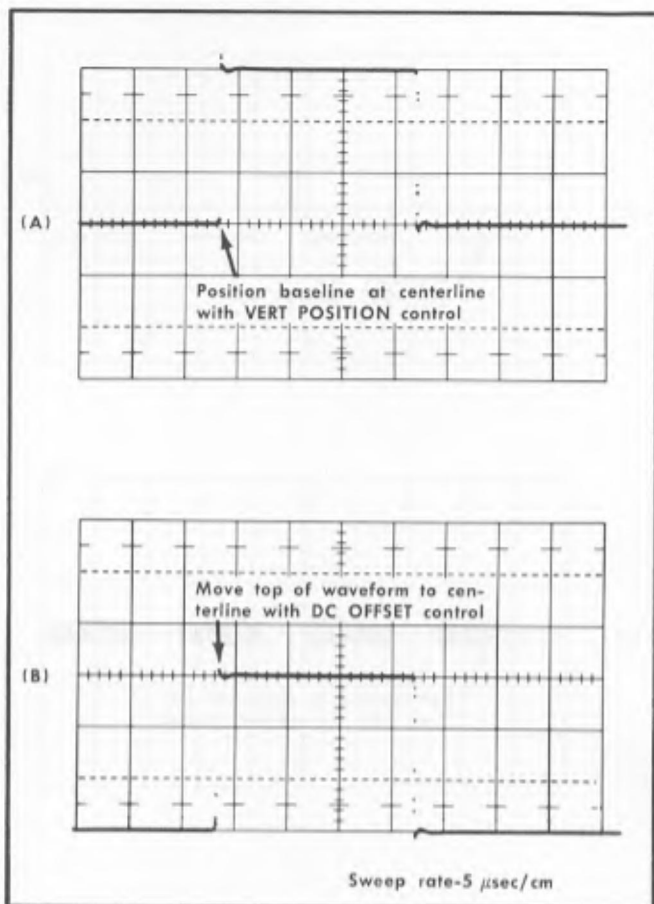 (A)
Position baseline at centerline
with VERT POSITION control
Move top of waveform to cen-
terline with DC OFFSET control
(B)
Sweep rate-5 μsec/cm